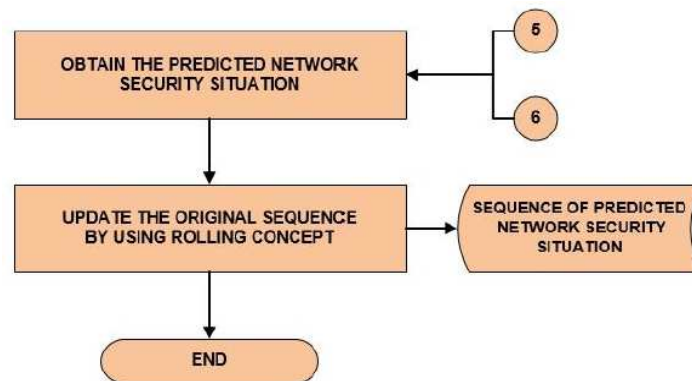 5
OBTAIN THE PREDICTED NETWORK
SECURITY SITUATION
6
UPDATE THE ORIGINAL SEQUENCE
BY USING ROLLING CONCEPT
SEQUENCE OF PREDICTED
NETWORK SECURITY
SITUATION
END